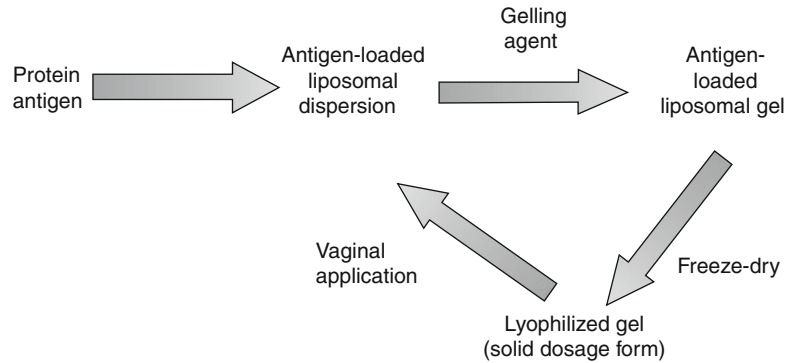 Protein
antigen
Antigen-loaded
liposomal
dispersion
Gelling
agent
Antigen-
loaded
liposomal gel
Freeze-dry
Lyophilized gel
(solid dosage form)
Vaginal
application